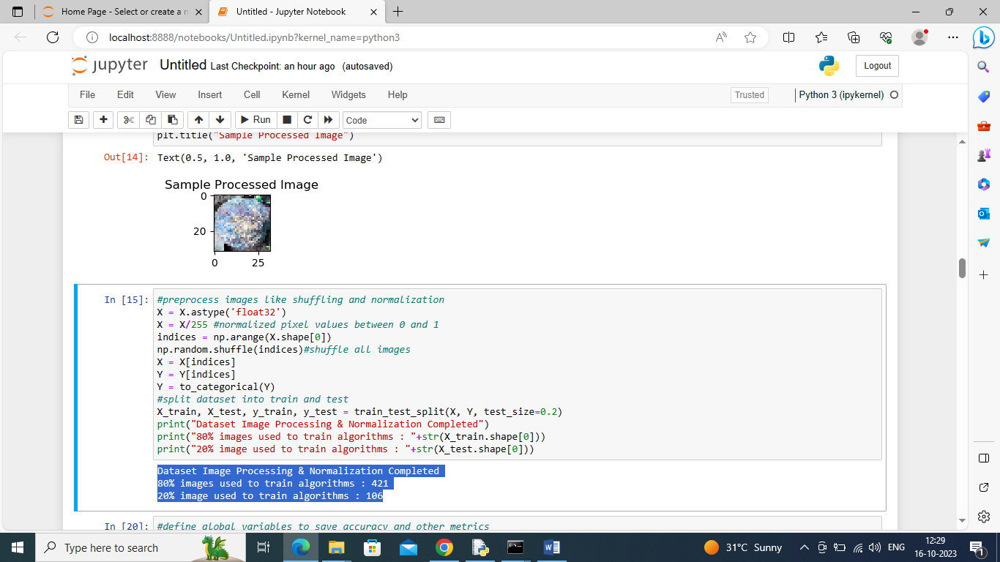 Home Page - Select or create a n
Untitled - Jupyter Notebook
localhost:8888/notebooks/Untitled.ipynb?kernel_name=python3
jupyter Untitled Last Checkpoint: an hour ago (autosaved)
Logout
File Edit View Insert Cell Kernel Widgets Help
Trusted
Python 3 (ipykernel)
Run
Code
plt.title("Sample Processed Image")
Out[14]: Text(0.5, 1.0, 'Sample Processed Image')
Sample Processed Image
0
20
0 25
In [15]: #preprocess images like shuffling and normalization
X = X.astype('float32')
X = X/255 #normalized pixel values between 0 and 1
indices = np.arange(X.shape[0])
np.random.shuffle(indices)#shuffle all images
X = X[indices]
Y = Y[indices]
Y = to_categorical(Y)
#split dataset into train and test
X_train, X_test, y_train, y_test = train_test_split(X, Y, test_size=0.2)
print("Dataset Image Processing & Normalization Completed")
print("80% images used to train algorithms : "+str(X_train.shape[0]))
print("20% image used to train algorithms : "+str(X_test.shape[0]))
Dataset Image Processing & Normalization Completed
80% images used to train algorithms : 421
20% image used to train algorithms : 106
In [20]: #define global variables to save accuracy and other metrics
Type here to search
31°C Sunny
ENG
12:29
16-10-2023
1